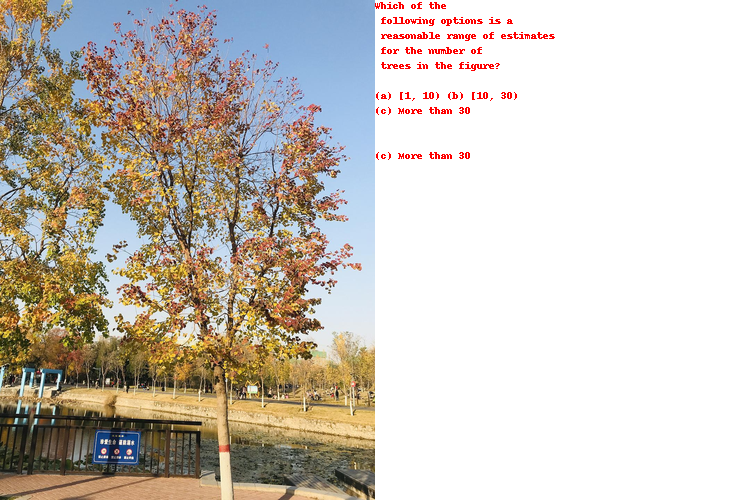 Which of the
following options is a
reasonable range of estimates
for the number of
trees in the figure?
(a) [1, 10) (b) [10, 30)
(c) More than 30
(c) More than 30